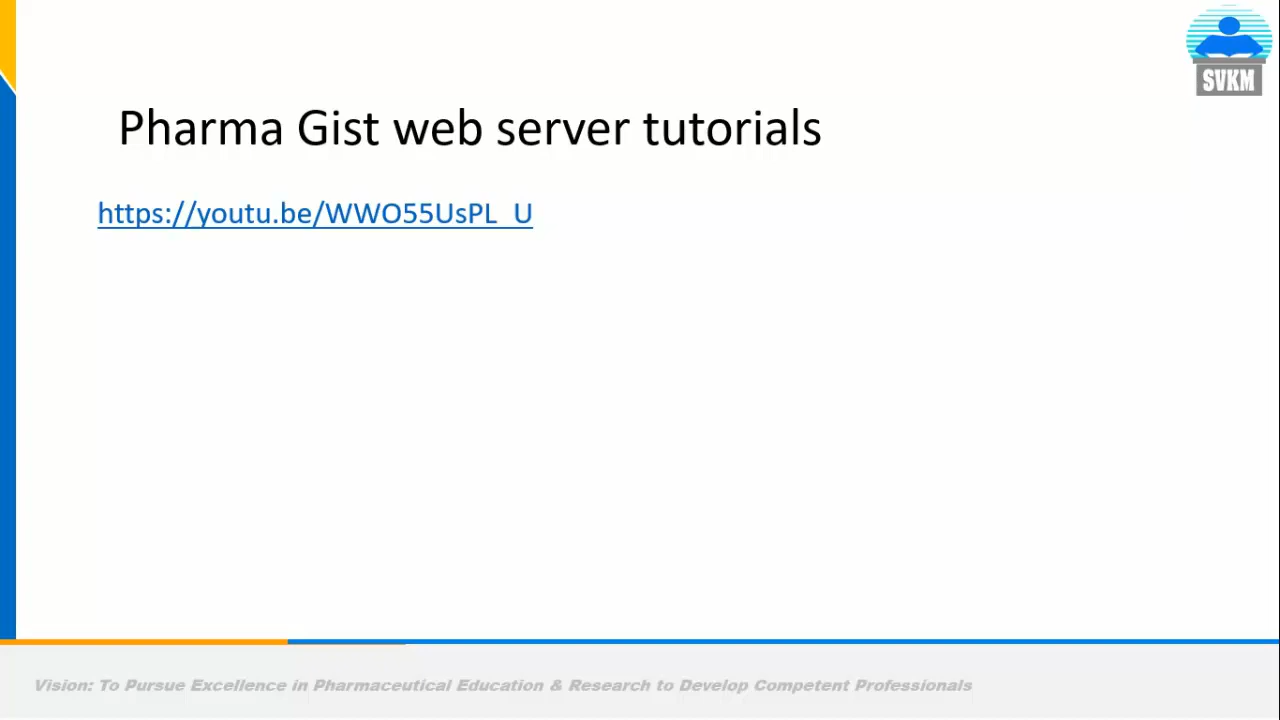 SVKM
Pharma Gist web server tutorials
https://youtu.be/WWO55UsPL_U
Vision: To Pursue Excellence in Pharmaceutical Education & Research to Develop Competent Professionals